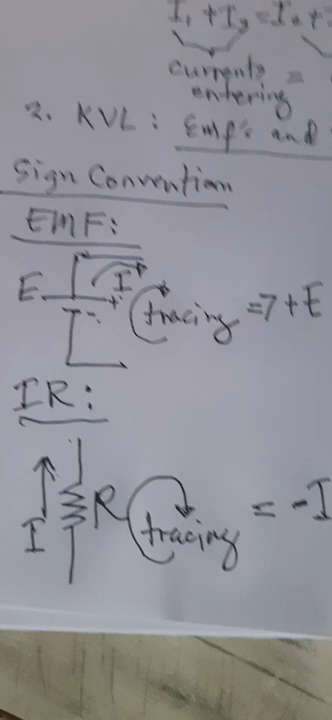 I₁ + I₃ = I₂ +
currents =
entering
2. KVL : Emf's and
Sign Convention
EMF:
E I + - tracing => + E
IR:
I R tracing = - I